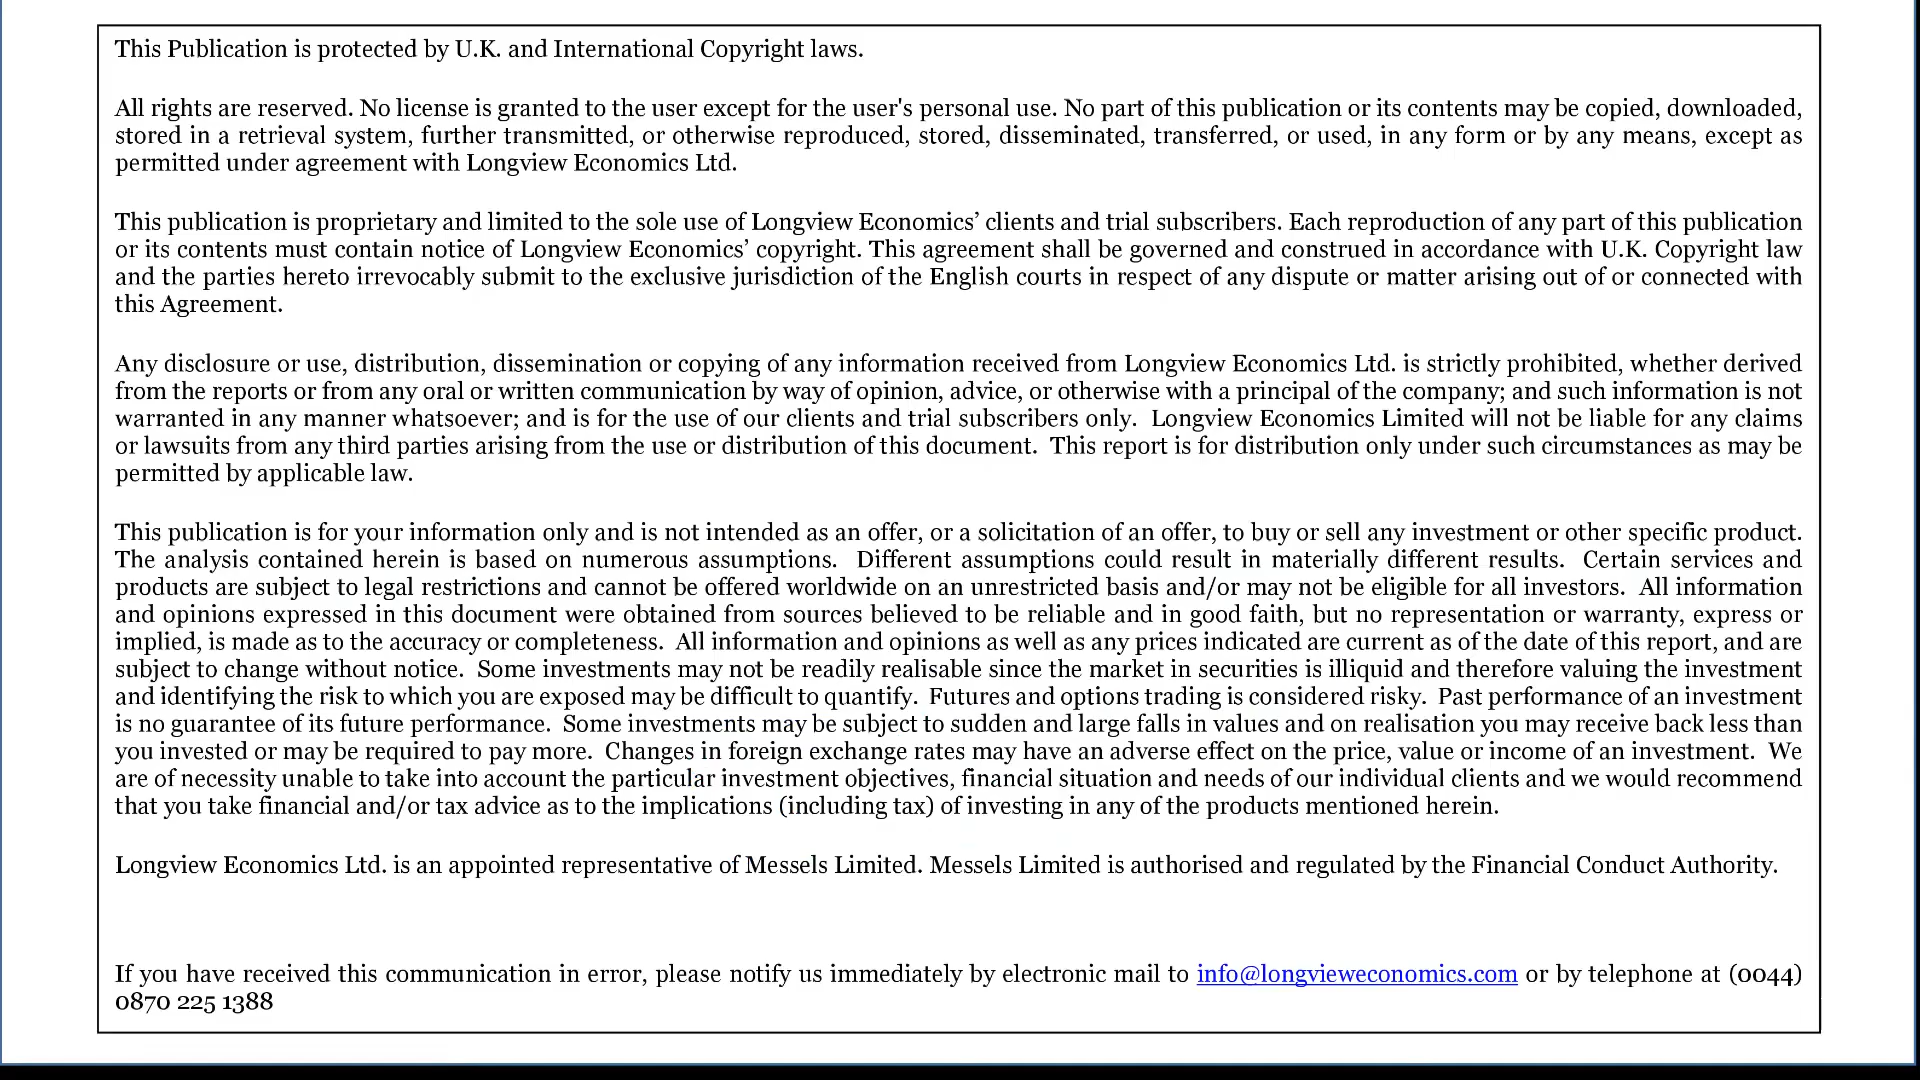 This Publication is protected by U.K. and International Copyright laws.
All rights are reserved. No license is granted to the user except for the user's personal use. No part of this publication or its contents may be copied, downloaded,
stored in a retrieval system, further transmitted, or otherwise reproduced, stored, disseminated, transferred, or used, in any form or by any means, except as
permitted under agreement with Longview Economics Ltd.
This publication is proprietary and limited to the sole use of Longview Economics’ clients and trial subscribers. Each reproduction of any part of this publication
or its contents must contain notice of Longview Economics’ copyright. This agreement shall be governed and construed in accordance with U.K. Copyright law
and the parties hereto irrevocably submit to the exclusive jurisdiction of the English courts in respect of any dispute or matter arising out of or connected with
this Agreement.
Any disclosure or use, distribution, dissemination or copying of any information received from Longview Economics Ltd. is strictly prohibited, whether derived
from the reports or from any oral or written communication by way of opinion, advice, or otherwise with a principal of the company; and such information is not
warranted in any manner whatsoever; and is for the use of our clients and trial subscribers only. Longview Economics Limited will not be liable for any claims
or lawsuits from any third parties arising from the use or distribution of this document. This report is for distribution only under such circumstances as may be
permitted by applicable law.
This publication is for your information only and is not intended as an offer, or a solicitation of an offer, to buy or sell any investment or other specific product.
The analysis contained herein is based on numerous assumptions. Different assumptions could result in materially different results. Certain services and
products are subject to legal restrictions and cannot be offered worldwide on an unrestricted basis and/or may not be eligible for all investors. All information
and opinions expressed in this document were obtained from sources believed to be reliable and in good faith, but no representation or warranty, express or
implied, is made as to the accuracy or completeness. All information and opinions as well as any prices indicated are current as of the date of this report, and are
subject to change without notice. Some investments may not be readily realisable since the market in securities is illiquid and therefore valuing the investment
and identifying the risk to which you are exposed may be difficult to quantify. Futures and options trading is considered risky. Past performance of an investment
is no guarantee of its future performance. Some investments may be subject to sudden and large falls in values and on realisation you may receive back less than
you invested or may be required to pay more. Changes in foreign exchange rates may have an adverse effect on the price, value or income of an investment. We
are of necessity unable to take into account the particular investment objectives, financial situation and needs of our individual clients and we would recommend
that you take financial and/or tax advice as to the implications (including tax) of investing in any of the products mentioned herein.
Longview Economics Ltd. is an appointed representative of Messels Limited. Messels Limited is authorised and regulated by the Financial Conduct Authority.
If you have received this communication in error, please notify us immediately by electronic mail to info@longvieweconomics.com or by telephone at (0044)
0870 225 1388